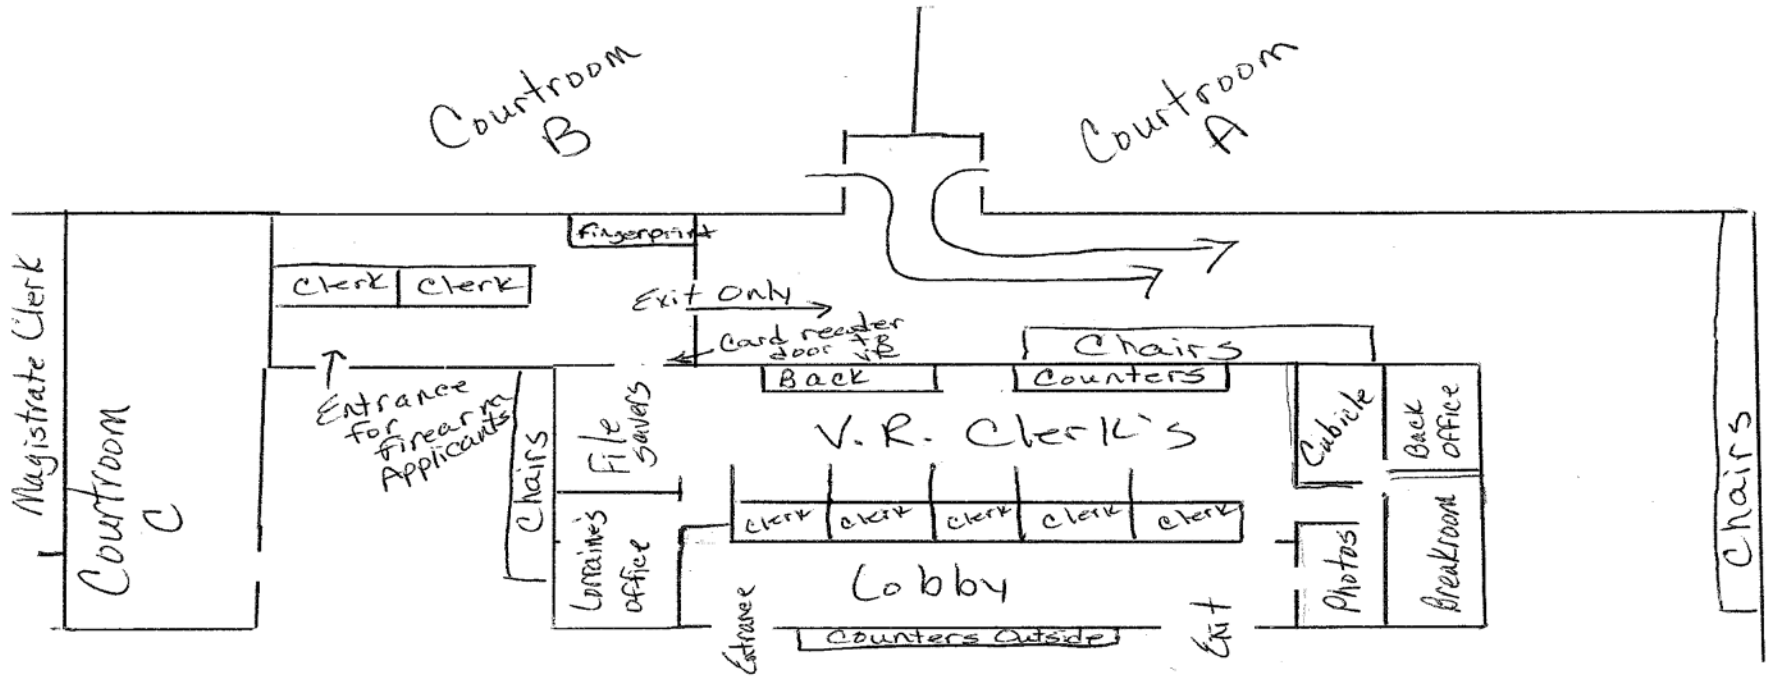 Courtroom
B
Courtroom
A
Magistrate Clerk
Courtroom
C
Fingerprint
Clerk
Clerk
Exit Only
Card reader
door to
VR
Entrance
for
firearm
Applicants
Chairs
Chairs
Back
Counters
File
Savers
V.R. Clerk's
Cubicle
Back
Office
Clerk
Clerk
Clerk
Clerk
Clerk
Lorraine's
Office
Lobby
Photos
Breakroom
Entrance
Counters Outside
Exit
Chairs